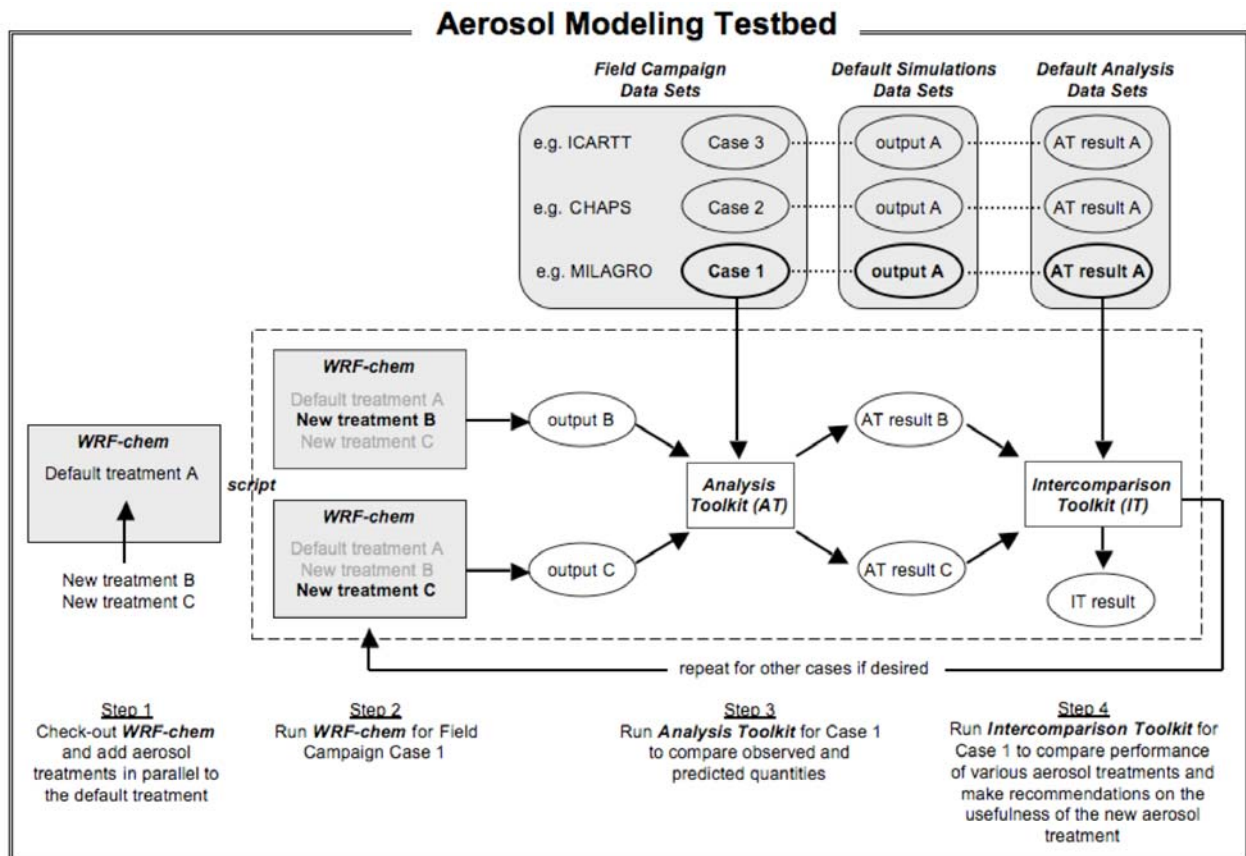 Aerosol Modeling Testbed
Field Campaign
Data Sets
Default Simulations
Data Sets
Default Analysis
Data Sets
e.g. ICARTT
Case 3
output A
AT result A
e.g. CHAPS
Case 2
output A
AT result A
e.g. MILAGRO
Case 1
output A
AT result A
WRF-chem
Default treatment A
New treatment B
New treatment C
script
WRF-chem
Default treatment A
New treatment B
New treatment C
WRF-chem
Default treatment A
New treatment B
New treatment C
output B
output C
Analysis
Toolkit (AT)
AT result B
AT result C
Intercomparison
Toolkit (IT)
IT result
repeat for other cases if desired
Step 1
Check-out WRF-chem
and add aerosol
treatments in parallel to
the default treatment
Step 2
Run WRF-chem for Field
Campaign Case 1
Step 3
Run Analysis Toolkit for Case 1
to compare observed and
predicted quantities
Step 4
Run Intercomparison Toolkit for
Case 1 to compare performance
of various aerosol treatments and
make recommendations on the
usefulness of the new aerosol
treatment